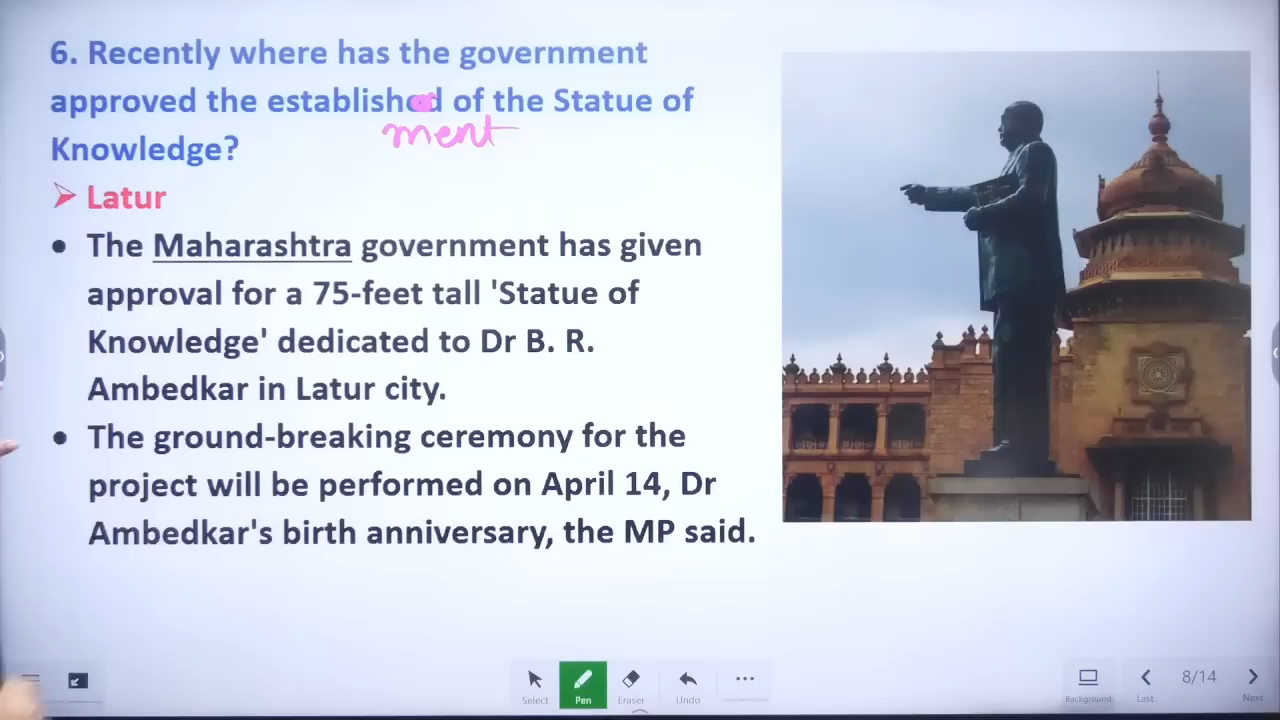 6. Recently where has the government
approved the established of the Statue of
ment
Knowledge?
Latur
The Maharashtra government has given
approval for a 75-feet tall 'Statue of
Knowledge' dedicated to Dr B. R.
Ambedkar in Latur city.
The ground-breaking ceremony for the
project will be performed on April 14, Dr
Ambedkar's birth anniversary, the MP said.
Select Pen Eraser Undo Background Last 8/14 Next